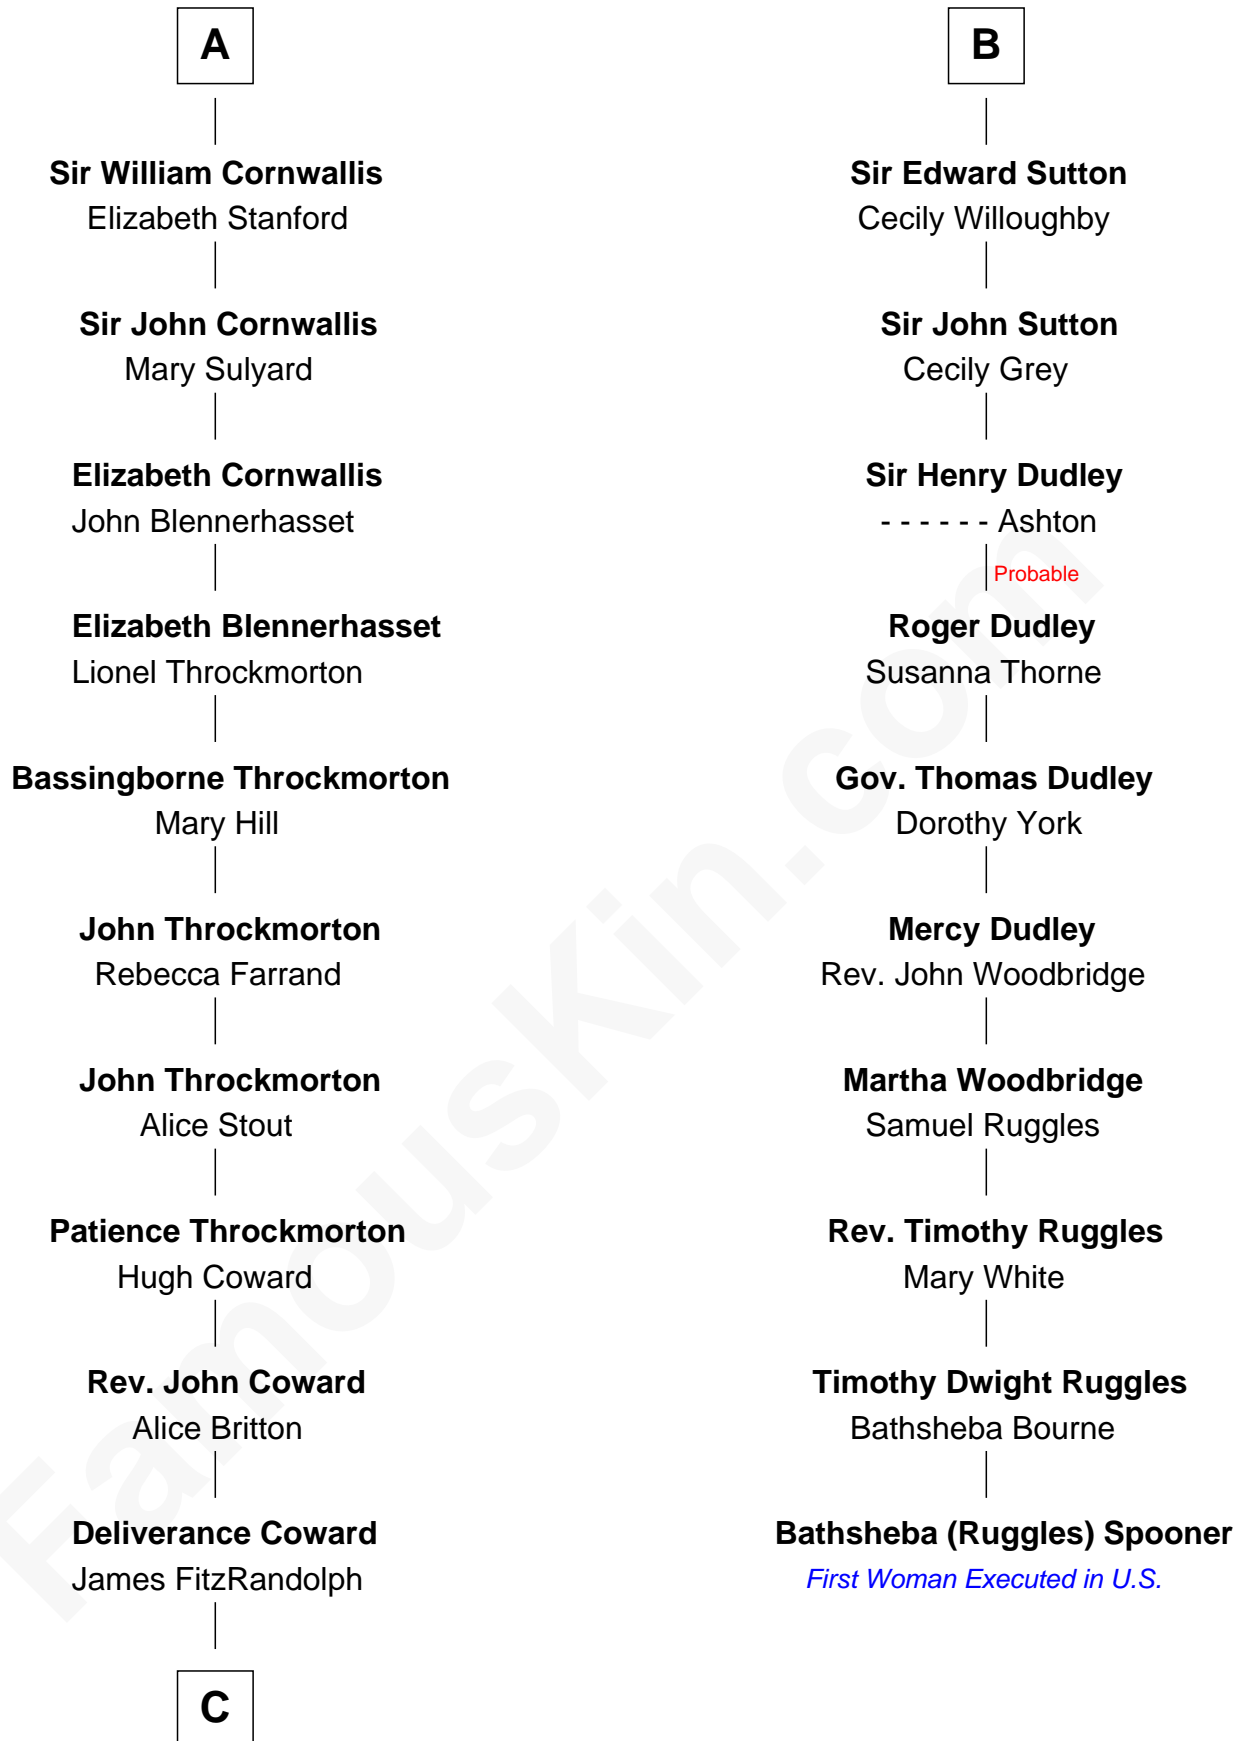 A
Sir William Cornwallis
Elizabeth Stanford
Sir John Cornwallis
Mary Sulyard
Elizabeth Cornwallis
John Blennerhasset
Elizabeth Blennerhasset
Lionel Throckmorton
Bassingborne Throckmorton
Mary Hill
John Throckmorton
Rebecca Farrand
John Throckmorton
Alice Stout
Patience Throckmorton
Hugh Coward
Rev. John Coward
Alice Britton
Deliverance Coward
James FitzRandolph
C
B
Sir Edward Sutton
Cecily Willoughby
Sir John Sutton
Cecily Grey
Sir Henry Dudley
- - - - - - Ashton
Probable
Roger Dudley
Susanna Thorne
Gov. Thomas Dudley
Dorothy York
Mercy Dudley
Rev. John Woodbridge
Martha Woodbridge
Samuel Ruggles
Rev. Timothy Ruggles
Mary White
Timothy Dwight Ruggles
Bathsheba Bourne
Bathsheba (Ruggles) Spooner
First Woman Executed in U.S.
FamousKin.com